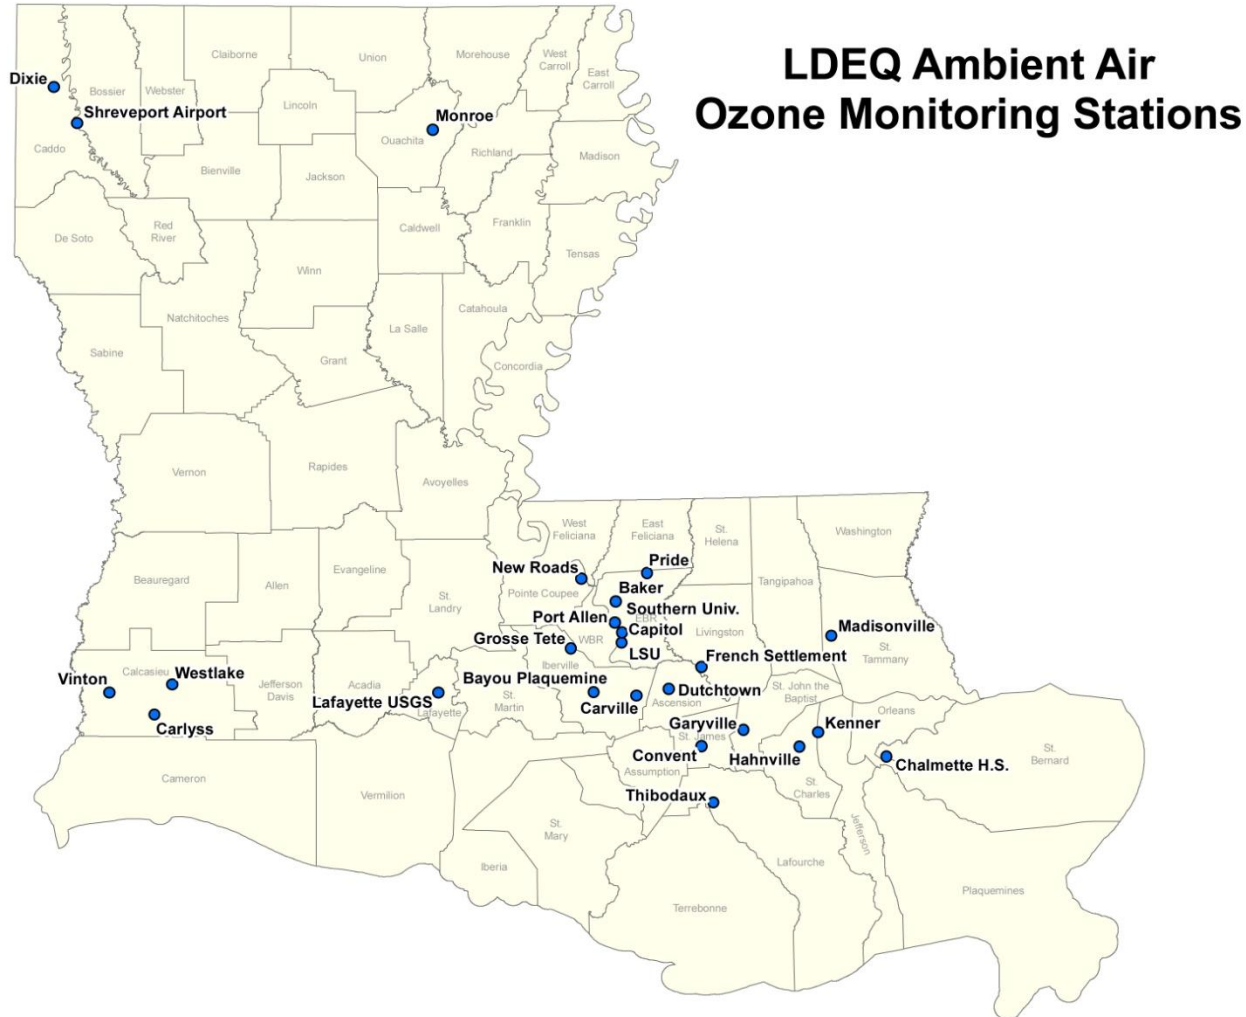 LDEQ Ambient Air
Ozone Monitoring Stations
Claiborne
Union
Morehouse
West
Carroll
East
Carroll
Dixie
Bossier
Webster
Lincoln
Shreveport Airport
Monroe
Ouachita
Caddo
Richland
Madison
Bienville
Jackson
De Soto
Red
River
Caldwell
Franklin
Tensas
Winn
Natchitoches
La Salle
Catahoula
Sabine
Grant
Concordia
Vernon
Rapides
Avoyelles
West
Feliciana
East
Feliciana
St.
Helena
Washington
Beauregard
Allen
Evangeline
St.
Landry
New Roads
Pride
Pointe Coupee
Baker
Tangipahoa
Southern Univ.
Port Allen
EBR
Capitol
Livingston
Madisonville
Grosse Tete
WBR
LSU
St.
Tammany
French Settlement
Iberville
Calcasieu
Westlake
Vinton
Jefferson
Davis
Acadia
Lafayette USGS
Lafayette
St.
Martin
Bayou Plaquemine
Carville
Dutchtown
Ascension
St. John the
Baptist
Orleans
Carlyss
Garyville
St. James
Kenner
Convent
Hahnville
Chalmette H.S.
St.
Bernard
Cameron
Vermilion
Assumption
Thibodaux
St.
Charles
Jefferson
St.
Mary
Iberia
Lafourche
Terrebonne
Plaquemines